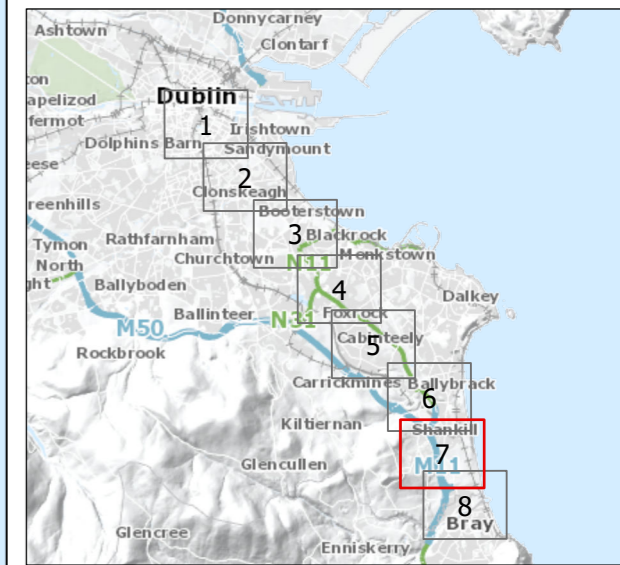 Donnycarney
Ashtown
Clontarf
ton
apelizod
Dublin
fermot
1
Irishtown
Dolphins Barn
Sandymount
ese
2
Clonskeagh
reenhills
Booterstown
3
Blackrock
Tymon
North
Rathfarnham
Churchtown
N11
Monkstown
ght
Ballyboden
4
Dalkey
Ballinteer
Foxrock
M50
N31
5
Cabinteely
Rockbrook
Carrickmines
Ballybrack
6
Kiltiernan
Shankill
7
Glencullen
M11
8
Bray
Glencree
Enniskerry